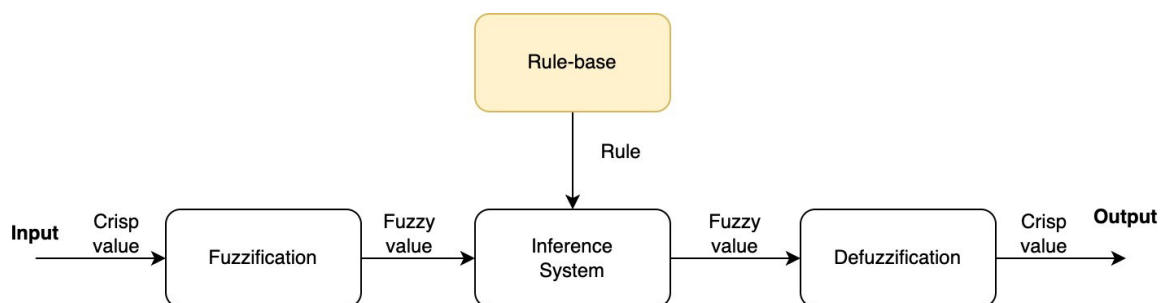 Rule-base
Rule
Input
Crisp
value
Fuzzification
Fuzzy
value
Inference
System
Fuzzy
value
Defuzzification
Crisp
value
Output